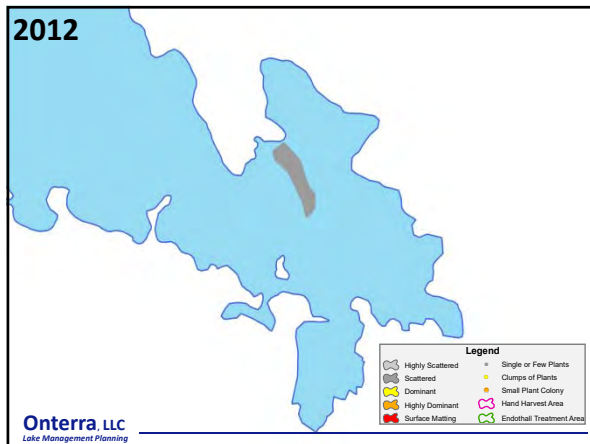 2012
Legend
Highly Scattered
Scattered
Dominant
Highly Dominant
Surface Matting
Single or Few Plants
Clumps of Plants
Small Plant Colony
Hand Harvest Area
Endothall Treatment Area
Onterra, LLC
Lake Management Planning